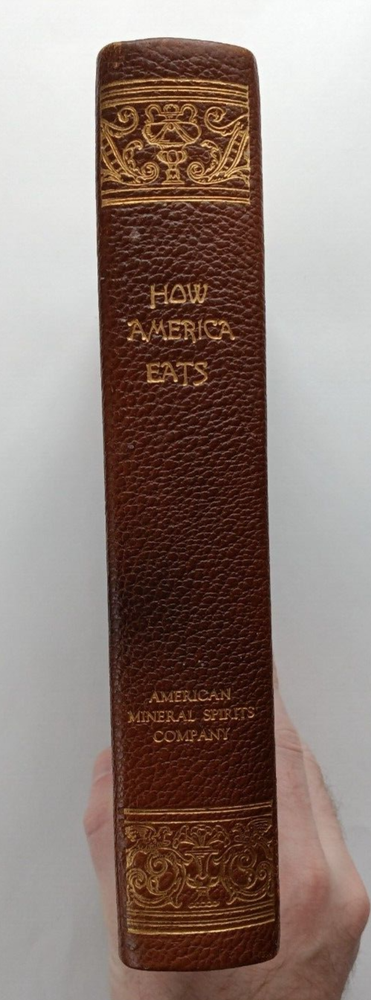 HOW
AMERICA
EATS
AMERICAN
MINERAL SPIRITS
COMPANY